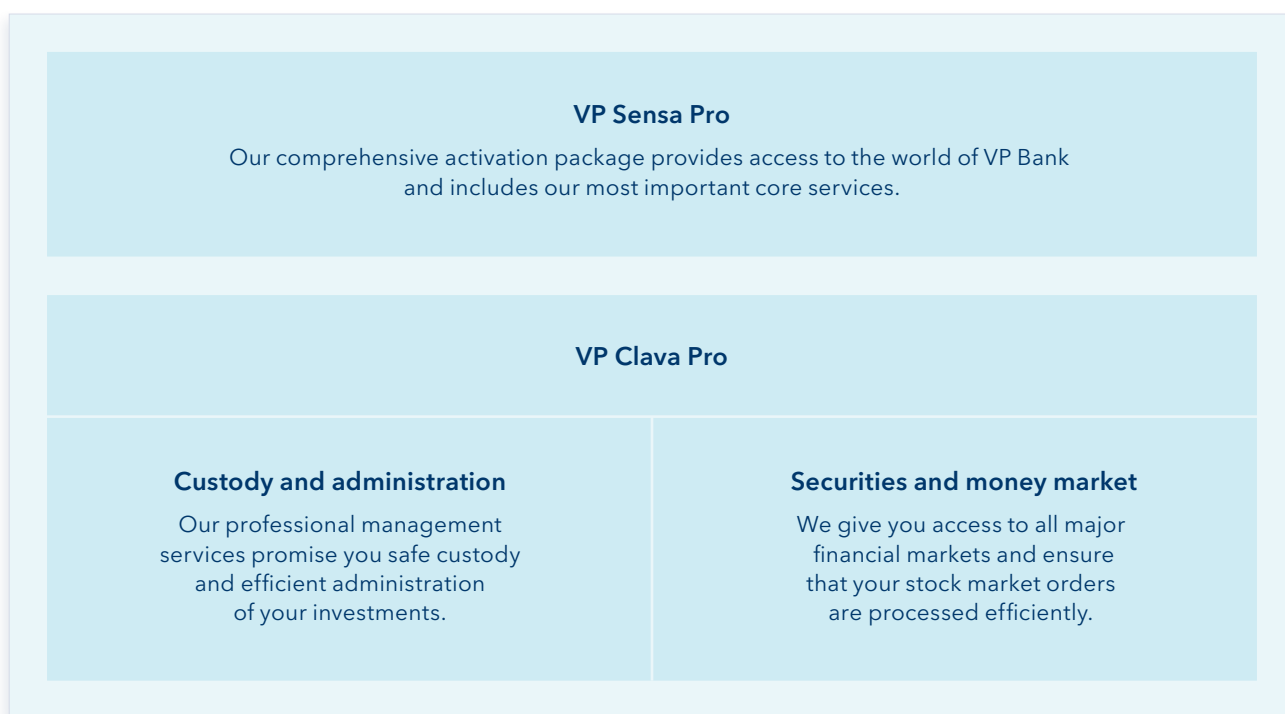 VP Sensa Pro
Our comprehensive activation package provides access to the world of VP Bank
and includes our most important core services.
VP Clava Pro
Custody and administration
Our professional management
services promise you safe custody
and efficient administration
of your investments.
Securities and money market
We give you access to all major
financial markets and ensure
that your stock market orders
are processed efficiently.